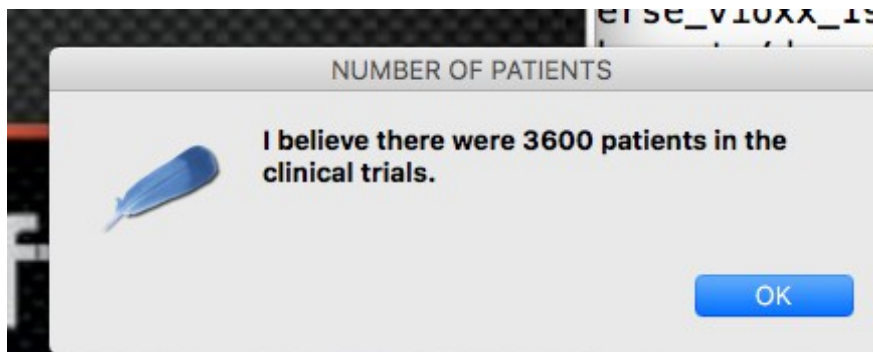 NUMBER OF PATIENTS
I believe there were 3600 patients in the
clinical trials.
OK